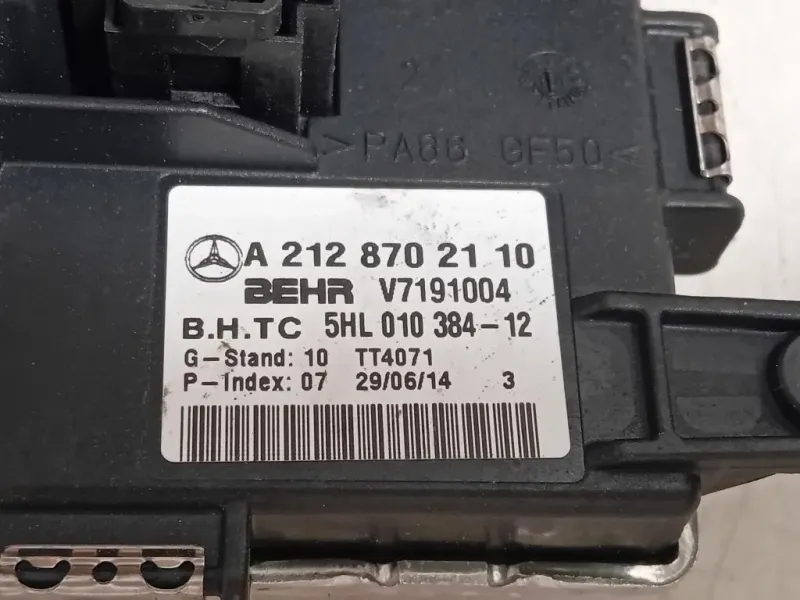 >PA66 GF50<
A 212 870 21 10
BEHR V7191004
B.H.TC 5HL 010 384-12
G-Stand: 10 TT4071
P-Index: 07 29/06/14 3